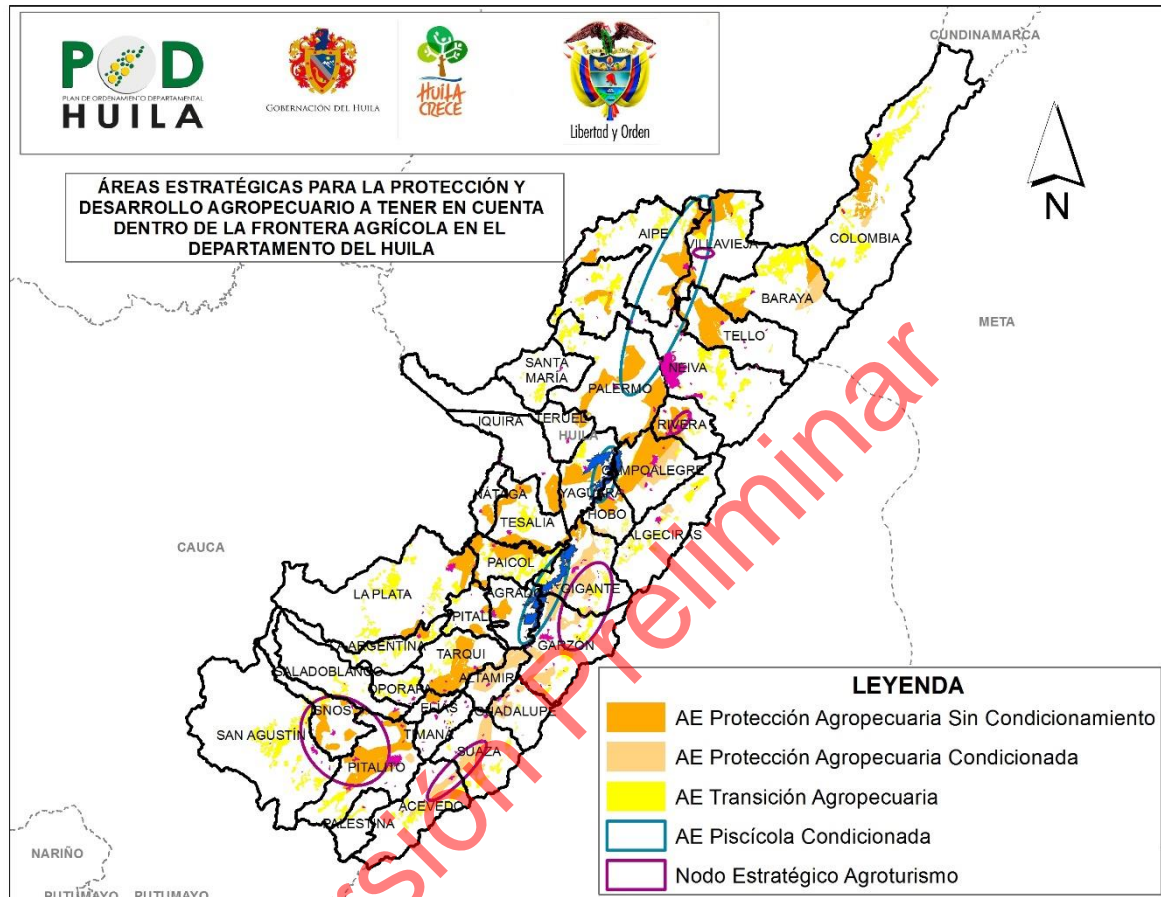 CUNDINAMARCA
POD
PLAN DE ORDENAMIENTO DEPARTAMENTAL
HUILA
GOBERNACIÓN DEL HUILA
HUILA
CRECE
Libertad y Orden
ÁREAS ESTRATÉGICAS PARA LA PROTECCIÓN Y
DESARROLLO AGROPECUARIO A TENER EN CUENTA
DENTRO DE LA FRONTERA AGRÍCOLA EN EL
DEPARTAMENTO DEL HUILA
N
AIPE
VILLAVIEJA
COLOMBIA
BARAYA
META
TELLO
SANTA
MARÍA
NEIVA
PALERMO
IQUIRA
TERUEL
RIVERA
HUILA
CAMPOALEGRE
NÁTAGA
YAGUARÁ
HOBO
TESALIA
ALGECIRAS
CAUCA
PAICOL
LA PLATA
AGRADO
GIGANTE
PITAL
GARZÓN
LA ARGENTINA
TARQUI
SALADOBLANCO
ALTAMIRA
OPORAPA
ELÍAS
GUADALUPE
ISNOS
SAN AGUSTÍN
TIMANÁ
SUAZA
PITALITO
ACEVEDO
PALESTINA
NARIÑO
PUTUMAYO
PUTUMAYO
Versión Preliminar
LEYENDA
AE Protección Agropecuaria Sin Condicionamiento
AE Protección Agropecuaria Condicionada
AE Transición Agropecuaria
AE Piscícola Condicionada
Nodo Estratégico Agroturismo